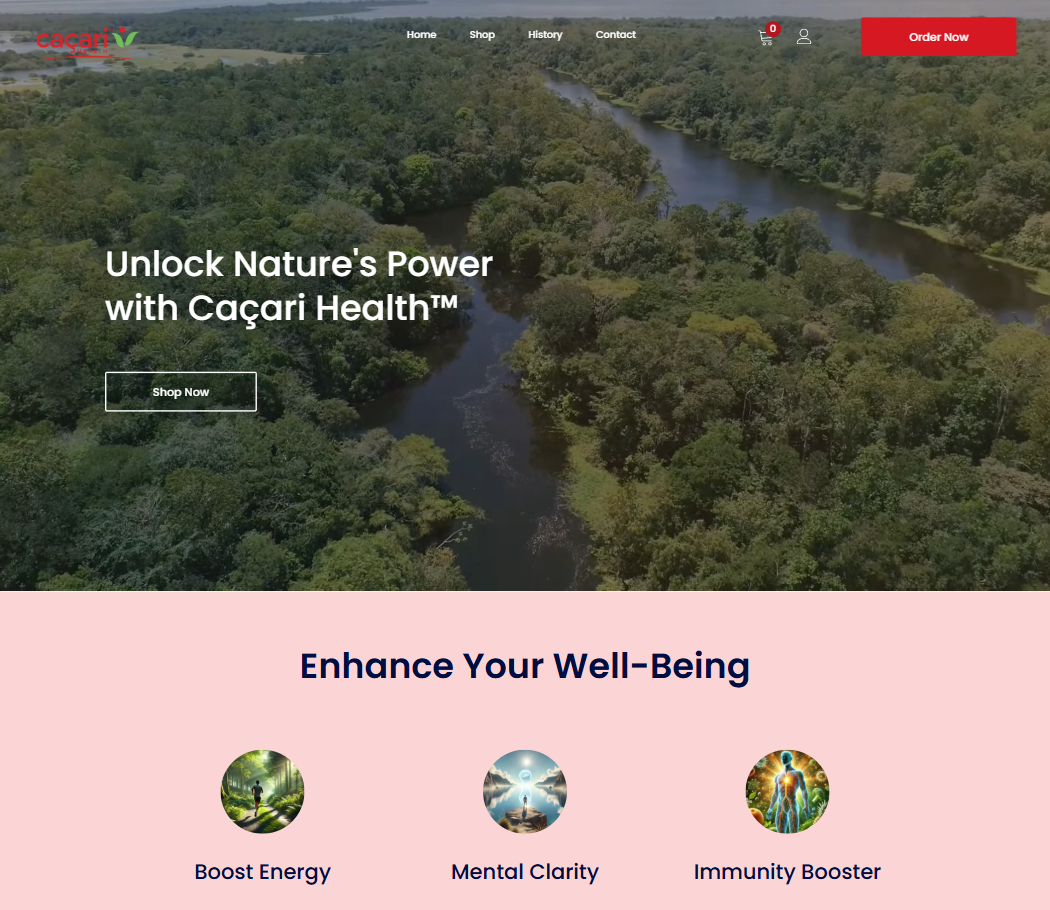 caçari
Home
Shop
History
Contact
0
Order Now
Unlock Nature's Power
with Caçari Health™
Shop Now
Enhance Your Well-Being
Boost Energy
Mental Clarity
Immunity Booster